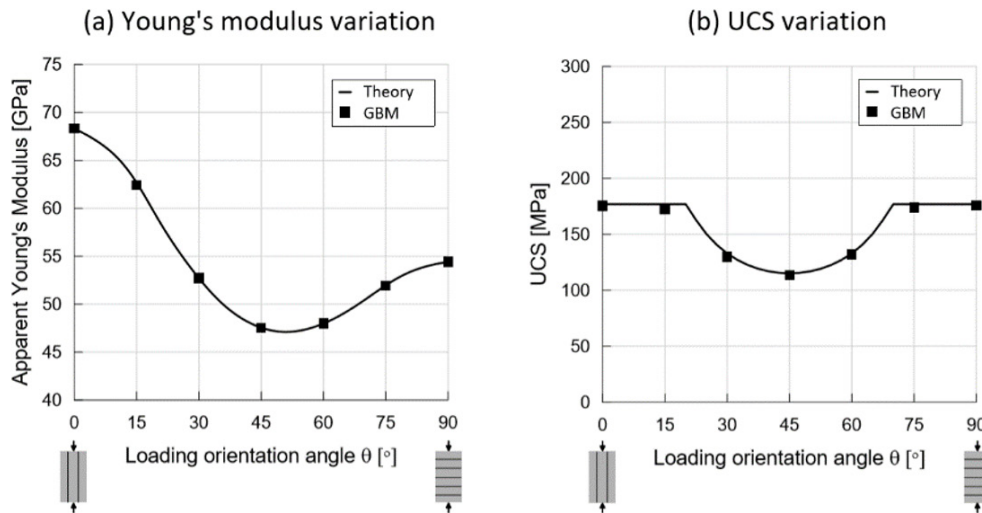 (a) Young's modulus variation
75
70
65
60
55
50
45
40
Apparent Young's Modulus [GPa]
Theory
GBM
0 15 30 45 60 75 90
Loading orientation angle θ [°]
(b) UCS variation
300
250
200
150
100
50
0
UCS [MPa]
Theory
GBM
0 15 30 45 60 75 90
Loading orientation angle θ [°]